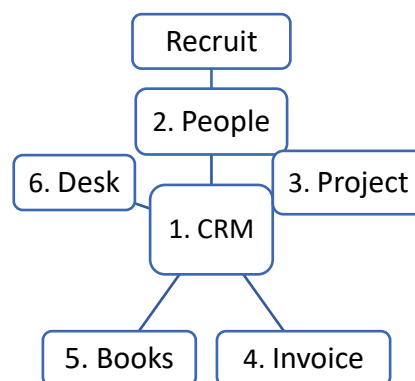 Recruit
2. People
6. Desk
3. Project
1. CRM
5. Books
4. Invoice